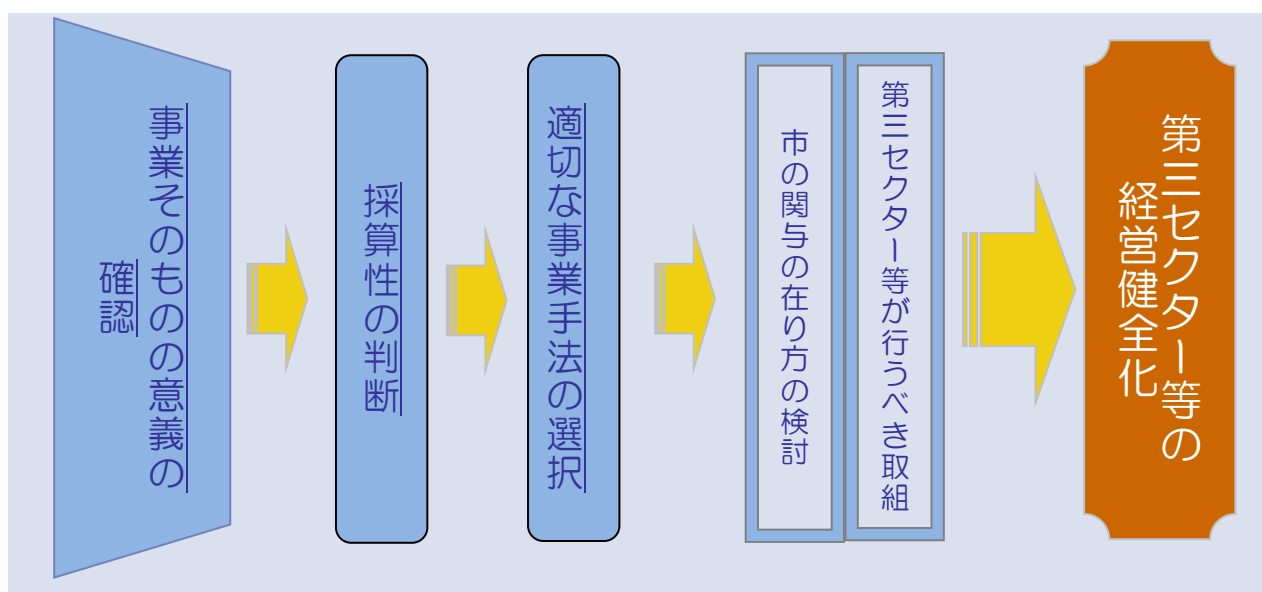 事業そのものの意義の
確認
採算性の判断
適切な事業手法の選択
第三セクター等が行うべき取組
市の関与の在り方の検討
第三セクター等の
経営健全化